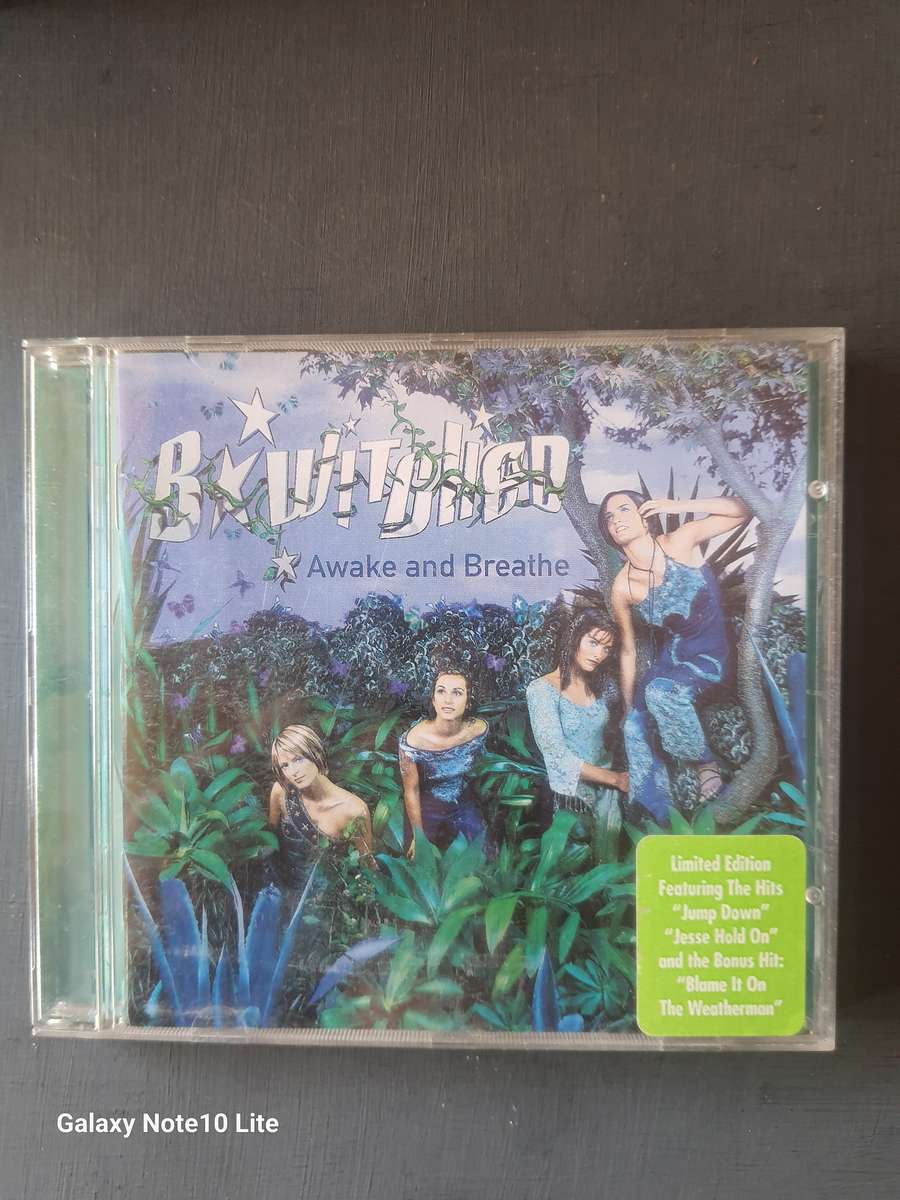 B★witched
Awake and Breathe
Limited Edition
Featuring The Hits
"Jump Down"
"Jesse Hold On"
and the Bonus Hit:
"Blame It On
The Weatherman"
Galaxy Note10 Lite